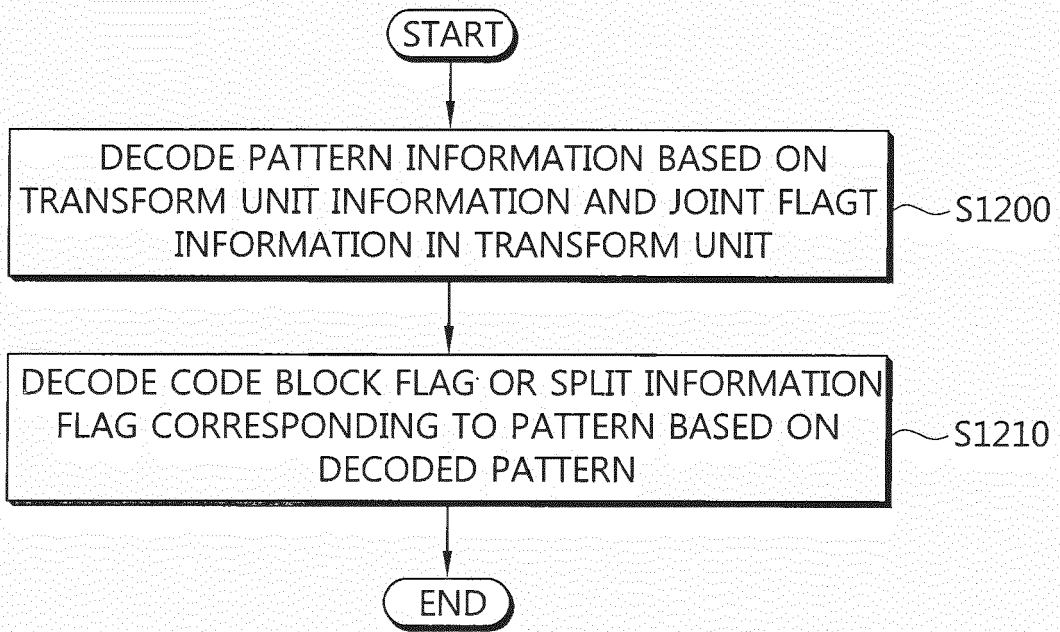 START
DECODE PATTERN INFORMATION BASED ON
TRANSFORM UNIT INFORMATION AND JOINT FLAGT
INFORMATION IN TRANSFORM UNIT
S1200
DECODE CODE BLOCK FLAG OR SPLIT INFORMATION
FLAG CORRESPONDING TO PATTERN BASED ON
DECODED PATTERN
S1210
END